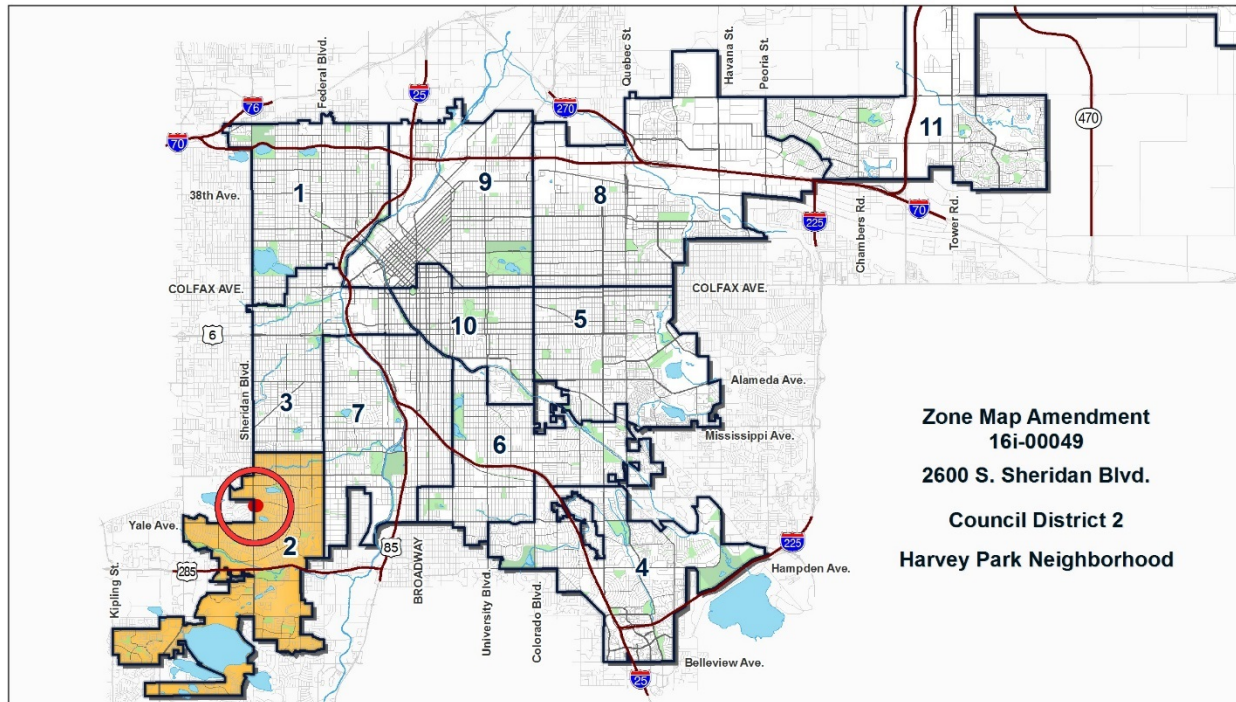 Federal Blvd.
Quebec St.
Havana St.
Peoria St.
76
25
270
70
470
11
1
9
8
38th Ave.
225
Chambers Rd.
70
Tower Rd.
COLFAX AVE.
COLFAX AVE.
6
10
5
Sheridan Blvd.
Alameda Ave.
3
7
Mississippi Ave.
6
Zone Map Amendment
16i-00049
2600 S. Sheridan Blvd.
Council District 2
Harvey Park Neighborhood
Yale Ave.
2
85
225
285
Kipling St.
BROADWAY
University Blvd.
Colorado Blvd.
4
Hampden Ave.
Belleview Ave.
25